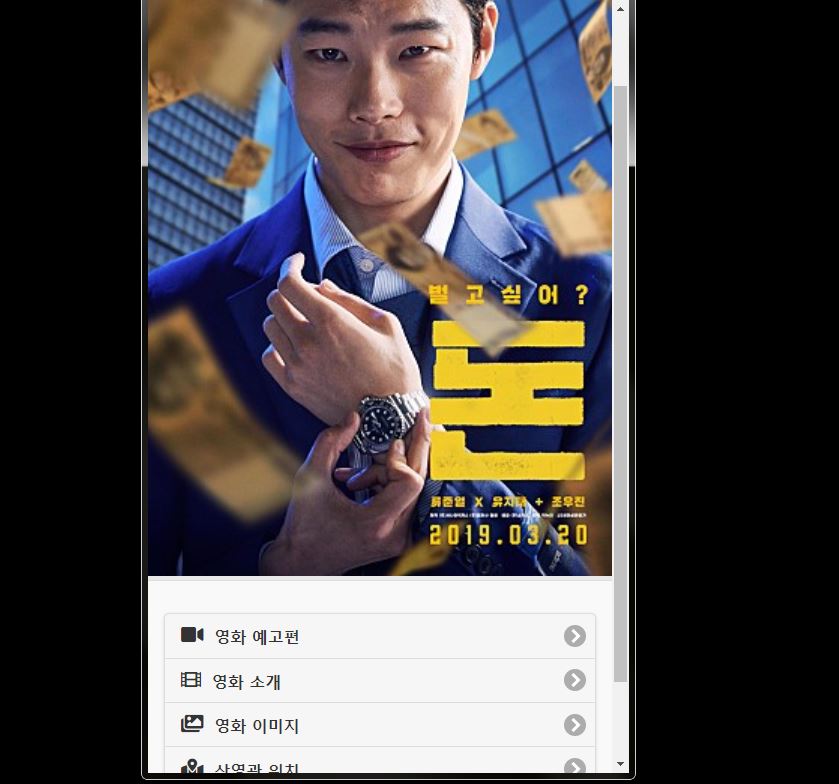 벌고싶어?
돈
류준열 X 유지태 + 조우진
2019.03.20
영화 예고편
영화 소개
영화 이미지
상영관 위치